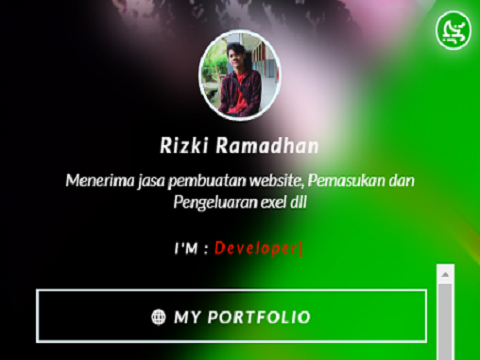 Rizki Ramadhan
Menerima jasa pembuatan website, Pemasukan dan
Pengeluaran exel dll
I'M : Developer|
MY PORTFOLIO